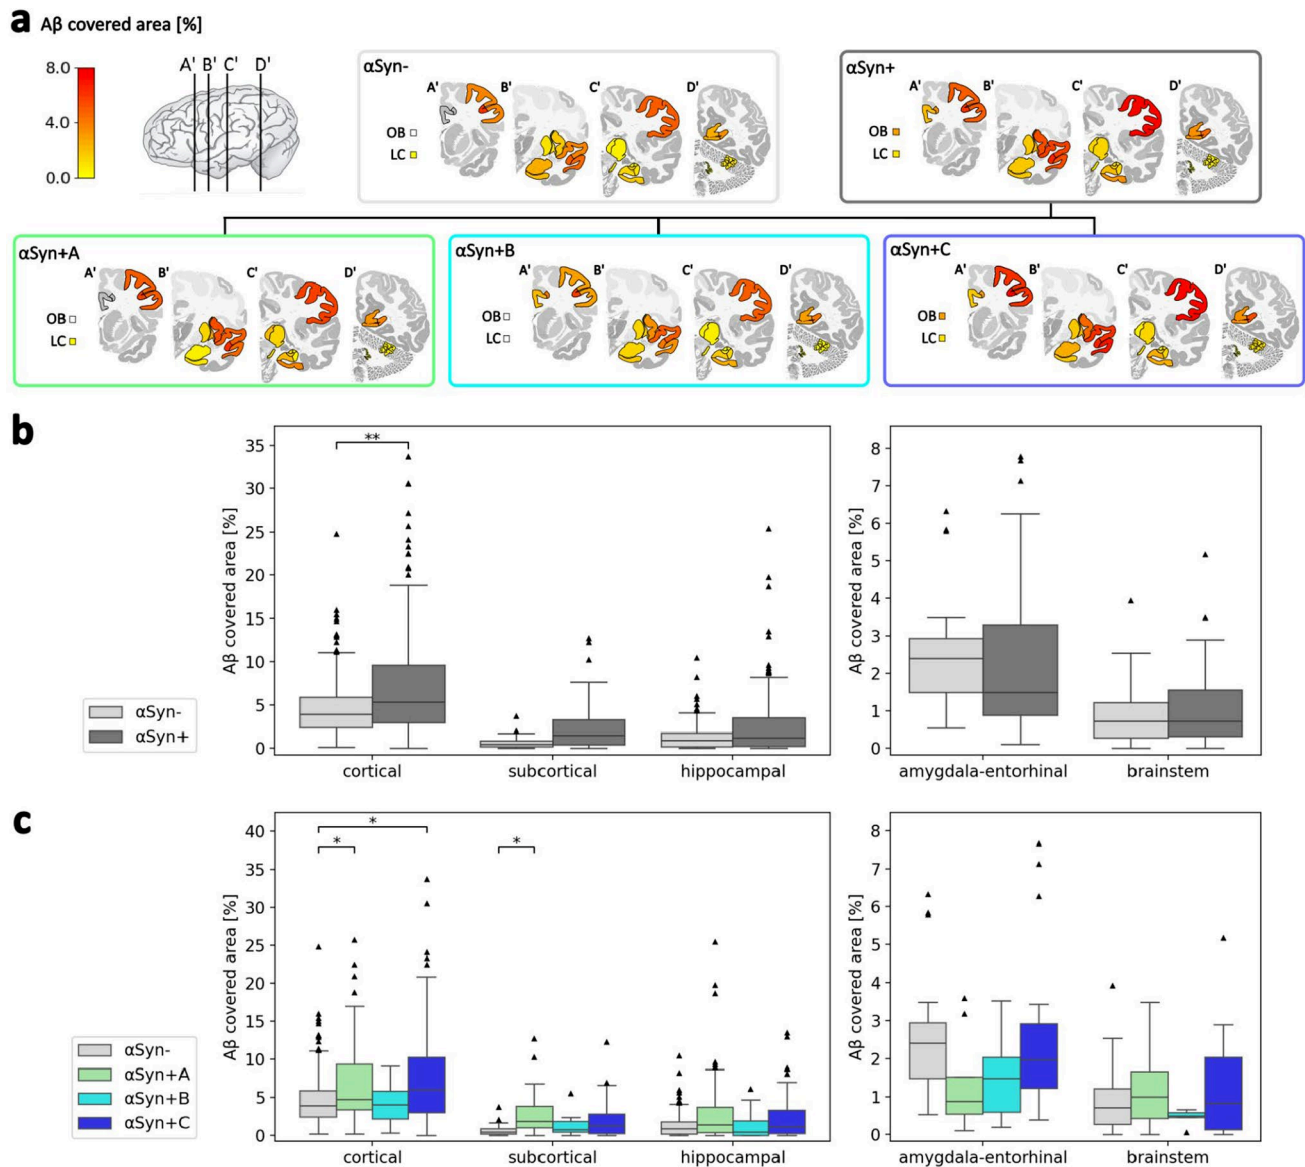 a Aβ covered area [%]
8.0
4.0
0.0
A' B' C' D'
αSyn-
A' B' C' D'
OB
LC
αSyn+
A' B' C' D'
OB
LC
αSyn+A
A' B' C' D'
OB
LC
αSyn+B
A' B' C' D'
OB
LC
αSyn+C
A' B' C' D'
OB
LC
b
αSyn-
αSyn+
Aβ covered area [%]
35
30
25
20
15
10
5
0
**
cortical subcortical hippocampal
Aβ covered area [%]
8
7
6
5
4
3
2
1
0
amygdala-entorhinal brainstem
c
αSyn-
αSyn+A
αSyn+B
αSyn+C
Aβ covered area [%]
40
35
30
25
20
15
10
5
0
*
*
*
cortical subcortical hippocampal
Aβ covered area [%]
8
7
6
5
4
3
2
1
0
amygdala-entorhinal brainstem